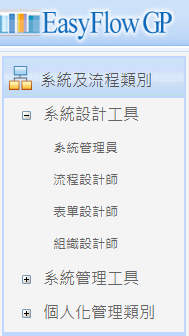 EasyFlow GP
系統及流程類別
系統設計工具
系統管理員
流程設計師
表單設計師
組織設計師
系統管理工具
個人化管理類別